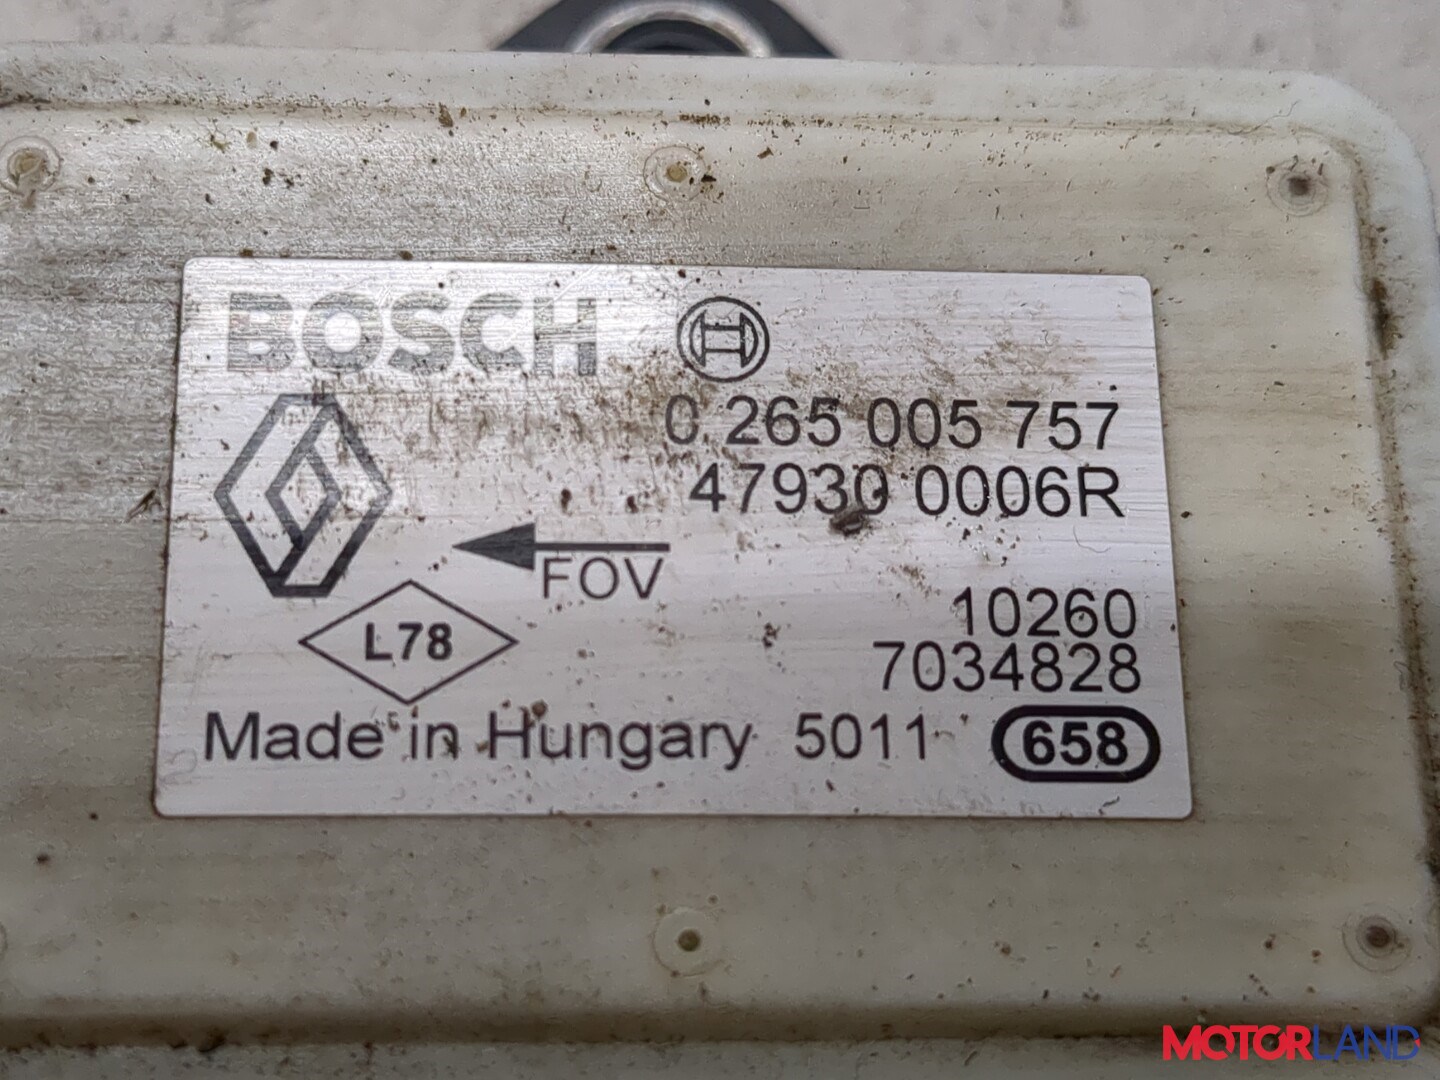 BOSCH
0 265 005 757
47930 0006R
FOV
10260
L78
7034828
Made in Hungary 5011 658
MOTORLAND